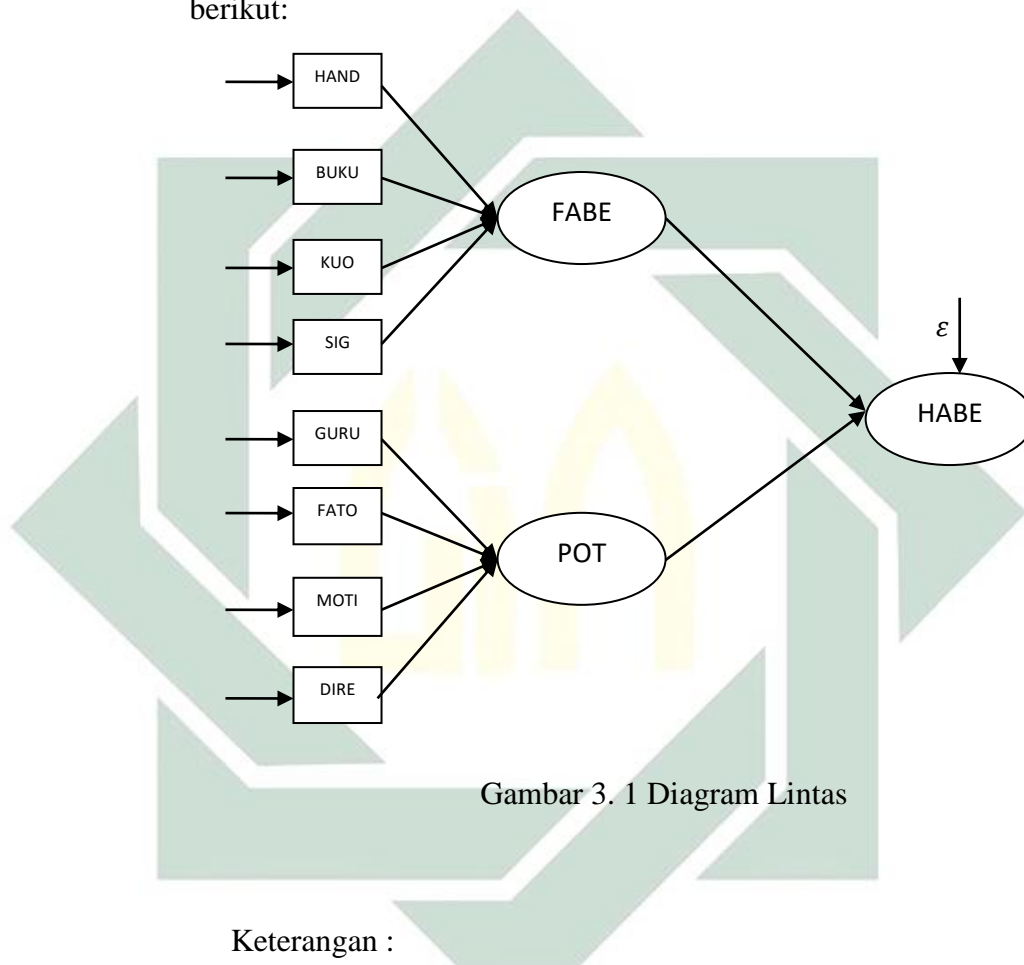 berikut:
HAND
BUKU
FABE
KUO
SIG
ε
HABE
GURU
FATO
POT
MOTI
DIRE
Gambar 3. 1 Diagram Lintas
Keterangan :